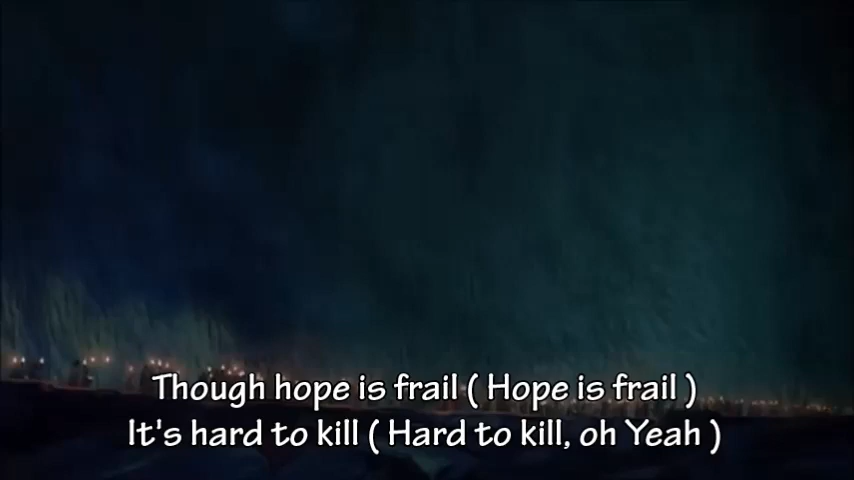 Though hope is frail ( Hope is frail )
It's hard to kill ( Hard to kill, oh Yeah )